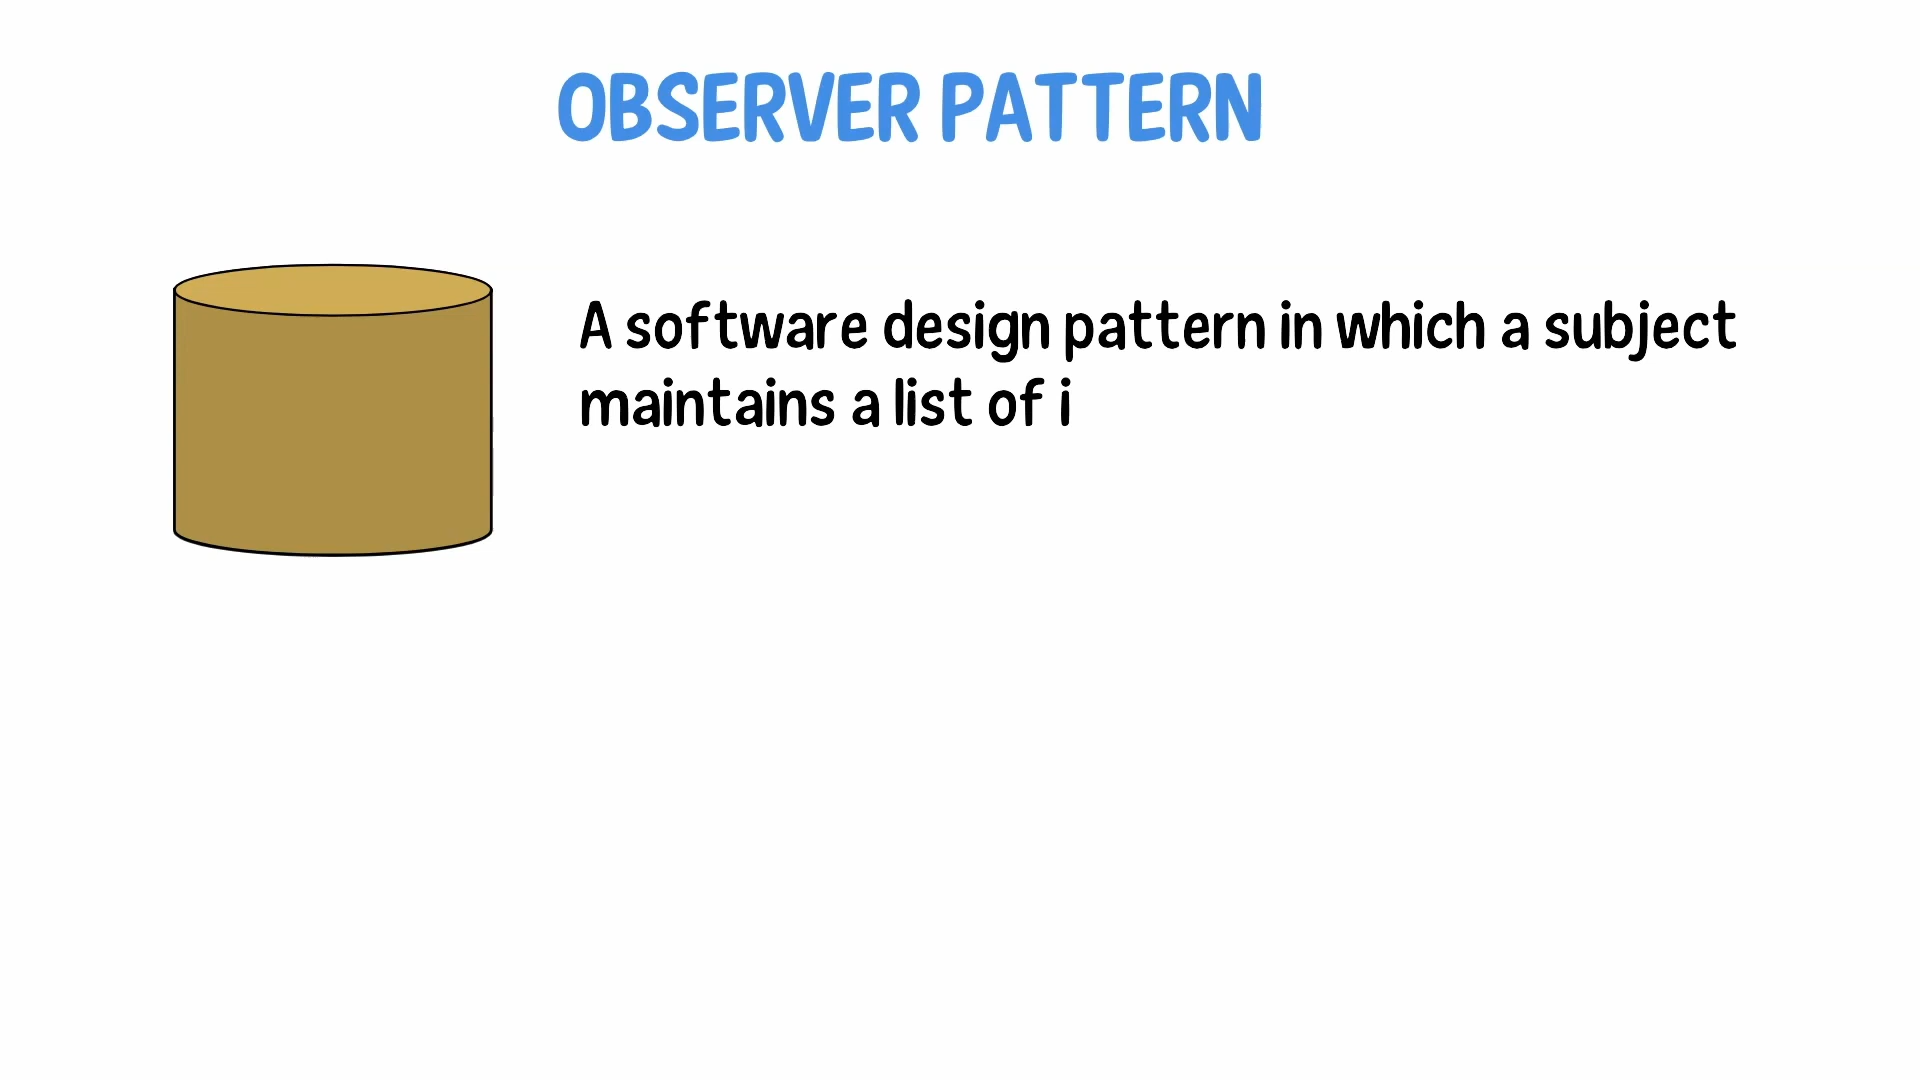 OBSERVER PATTERN
A software design pattern in which a subject
maintains a list of i